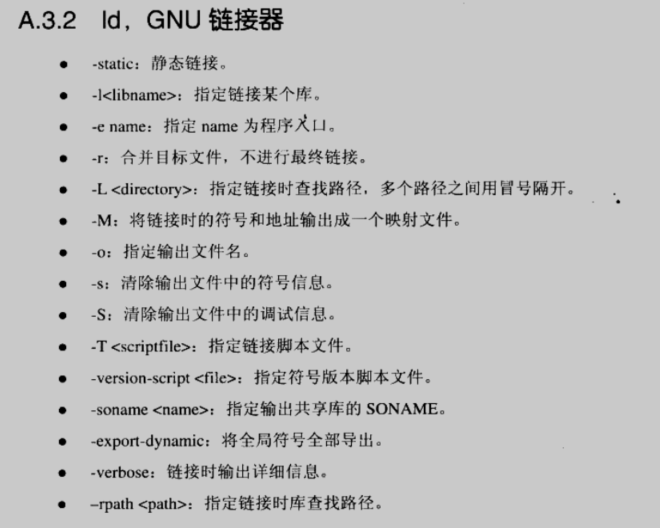 A.3.2 ld，GNU 链接器
● -static：静态链接。
● -l<libname>：指定链接某个库。
● -e name：指定 name 为程序入口。
● -r：合并目标文件，不进行最终链接。
● -L <directory>：指定链接时查找路径，多个路径之间用冒号隔开。
● -M：将链接时的符号和地址输出成一个映射文件。
● -o：指定输出文件名。
● -s：清除输出文件中的符号信息。
● -S：清除输出文件中的调试信息。
● -T <scriptfile>：指定链接脚本文件。
● -version-script <file>：指定符号版本脚本文件。
● -soname <name>：指定输出共享库的 SONAME。
● -export-dynamic：将全局符号全部导出。
● -verbose：链接时输出详细信息。
● –rpath <path>：指定链接时库查找路径。